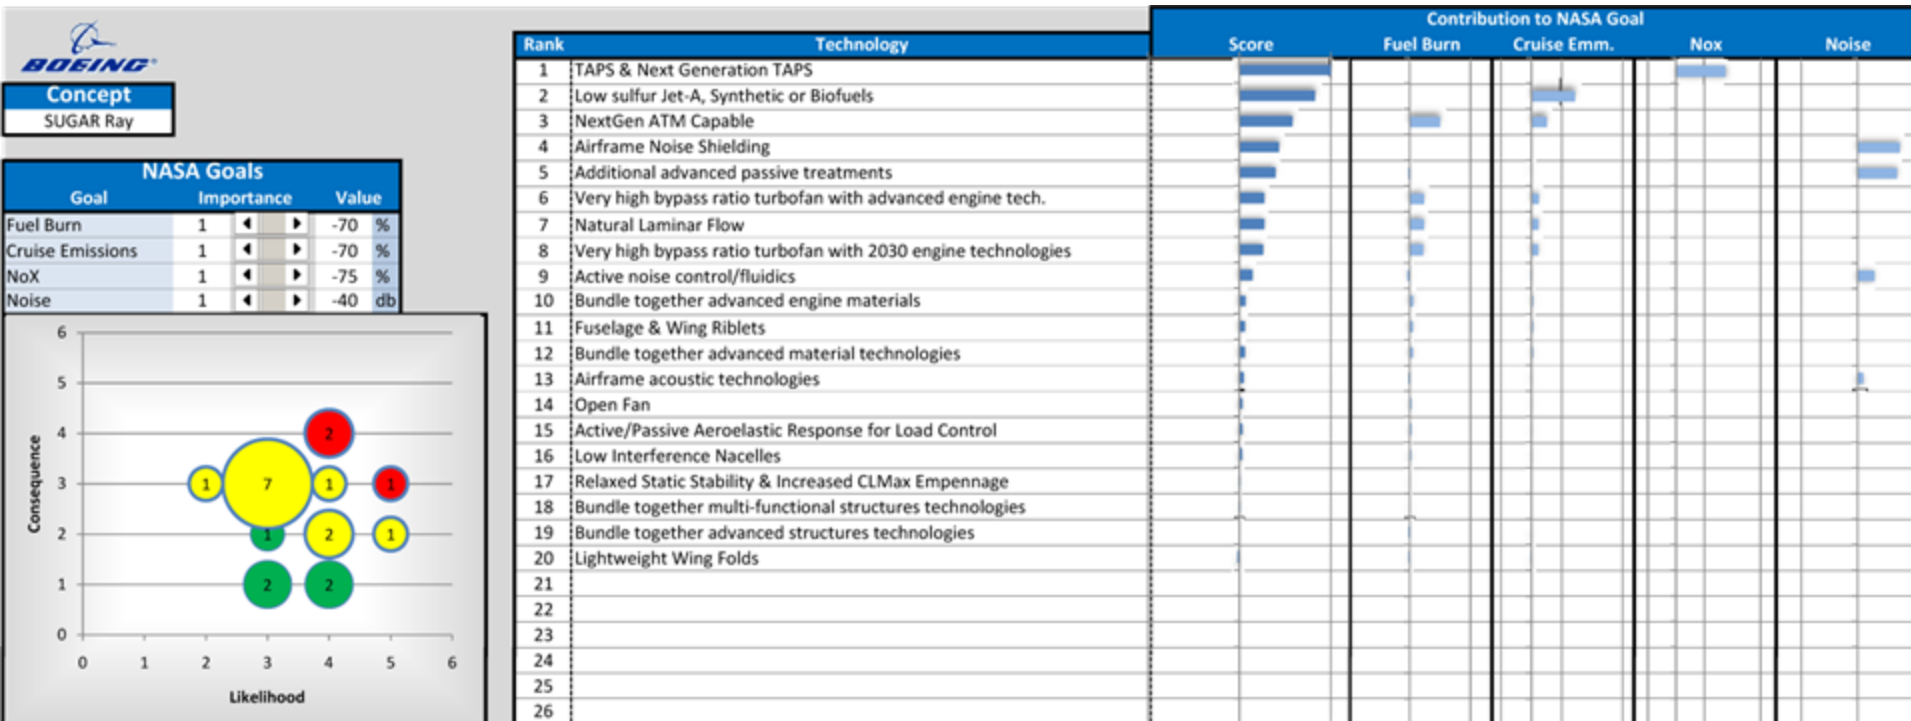 BOEING
Concept
SUGAR Ray
NASA Goals
Goal Importance Value
Fuel Burn 1 -70 %
Cruise Emissions 1 -70 %
NoX 1 -75 %
Noise 1 -40 db
6
5
4
3
2
1
0
Consequence
2
1 7 1 1
1 2 1
2 2
0 1 2 3 4 5 6
Likelihood
Contribution to NASA Goal
Rank Technology Score Fuel Burn Cruise Emm. Nox Noise
1 TAPS & Next Generation TAPS
2 Low sulfur Jet-A, Synthetic or Biofuels
3 NextGen ATM Capable
4 Airframe Noise Shielding
5 Additional advanced passive treatments
6 Very high bypass ratio turbofan with advanced engine tech.
7 Natural Laminar Flow
8 Very high bypass ratio turbofan with 2030 engine technologies
9 Active noise control/fluidics
10 Bundle together advanced engine materials
11 Fuselage & Wing Riblets
12 Bundle together advanced material technologies
13 Airframe acoustic technologies
14 Open Fan
15 Active/Passive Aeroelastic Response for Load Control
16 Low Interference Nacelles
17 Relaxed Static Stability & Increased CLMax Empennage
18 Bundle together multi-functional structures technologies
19 Bundle together advanced structures technologies
20 Lightweight Wing Folds
21
22
23
24
25
26